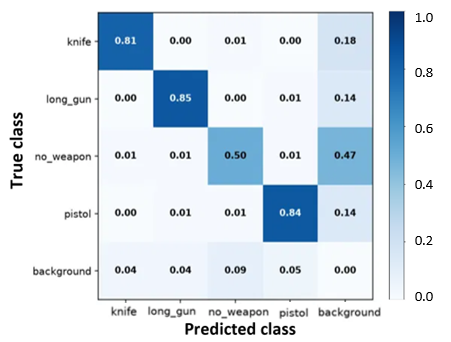 knife 0.81 0.00 0.01 0.00 0.18
long_gun 0.00 0.85 0.00 0.01 0.14
no_weapon 0.01 0.01 0.50 0.01 0.47
pistol 0.00 0.01 0.01 0.84 0.14
background 0.04 0.04 0.09 0.05 0.00
knife long_gun no_weapon pistol background
Predicted class
True class
1.0
0.8
0.6
0.4
0.2
0.0